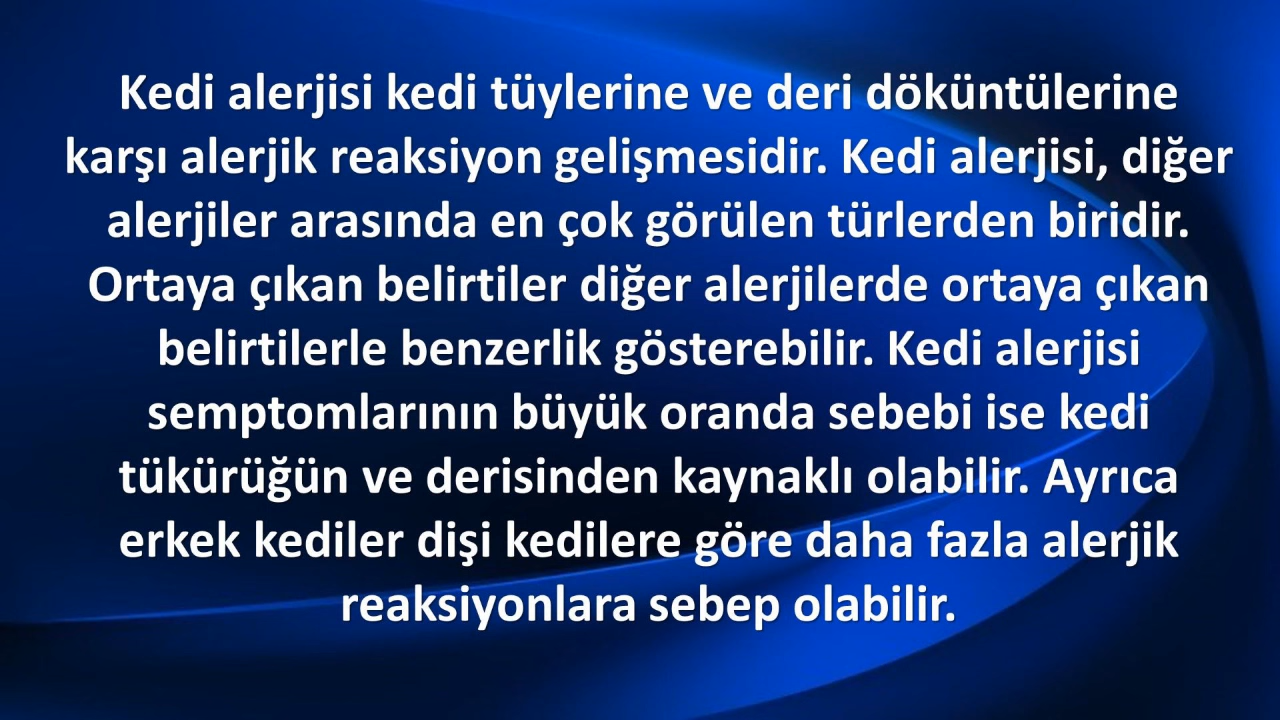 Kedi alerjisi kedi tüylerine ve deri döküntülerine
karşı alerjik reaksiyon gelişmesidir. Kedi alerjisi, diğer
alerjiler arasında en çok görülen türlerden biridir.
Ortaya çıkan belirtiler diğer alerjilerde ortaya çıkan
belirtilerle benzerlik gösterebilir. Kedi alerjisi
semptomlarının büyük oranda sebebi ise kedi
tükürüğün ve derisinden kaynaklı olabilir. Ayrıca
erkek kediler dişi kedilere göre daha fazla alerjik
reaksiyonlara sebep olabilir.